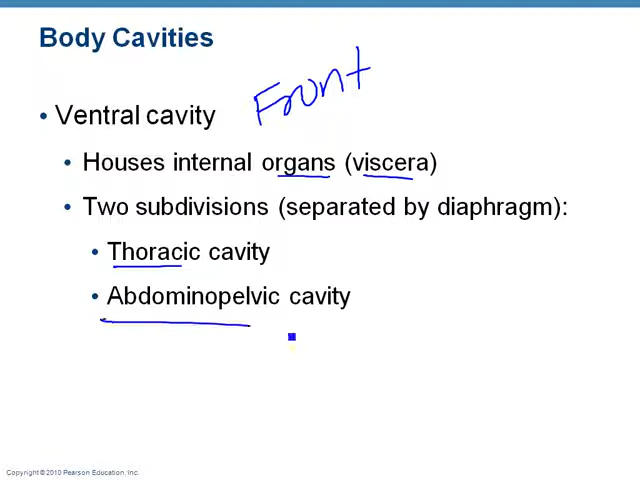 Body Cavities
Front
• Ventral cavity
• Houses internal organs (viscera)
• Two subdivisions (separated by diaphragm):
• Thoracic cavity
• Abdominopelvic cavity
Copyright © 2010 Pearson Education, Inc.